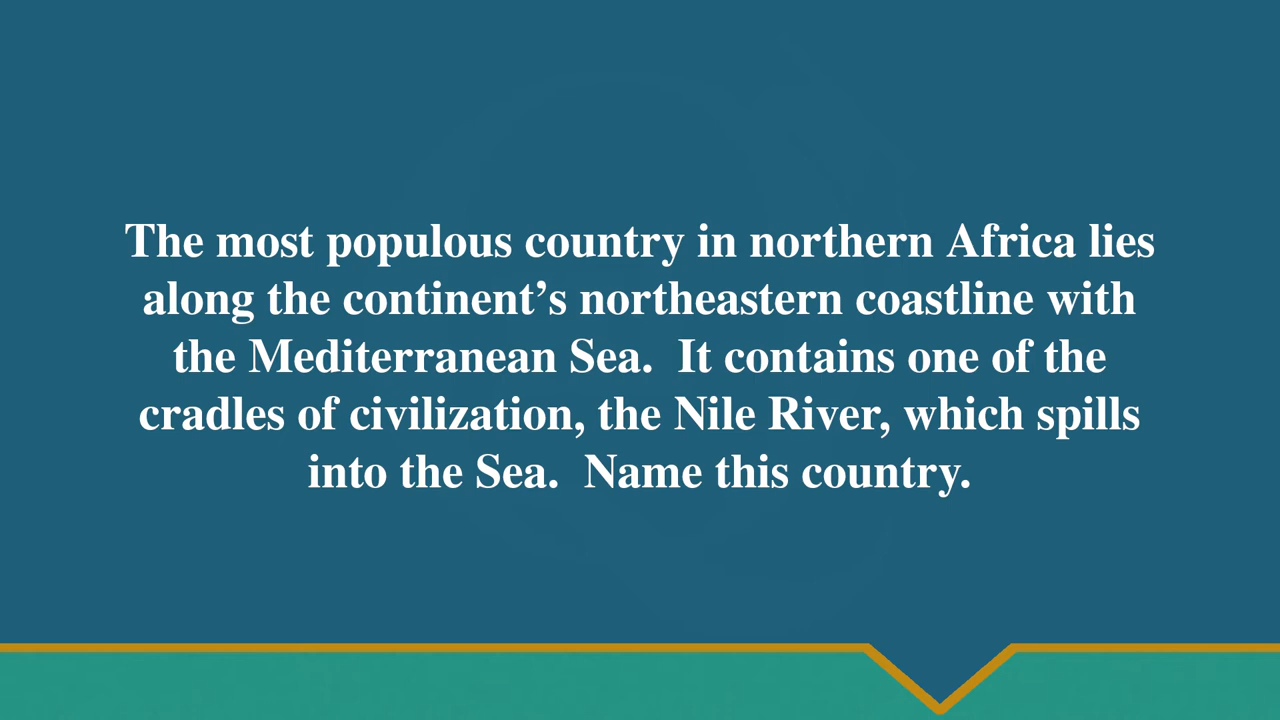 The most populous country in northern Africa lies
along the continent’s northeastern coastline with
the Mediterranean Sea.  It contains one of the
cradles of civilization, the Nile River, which spills
into the Sea.  Name this country.